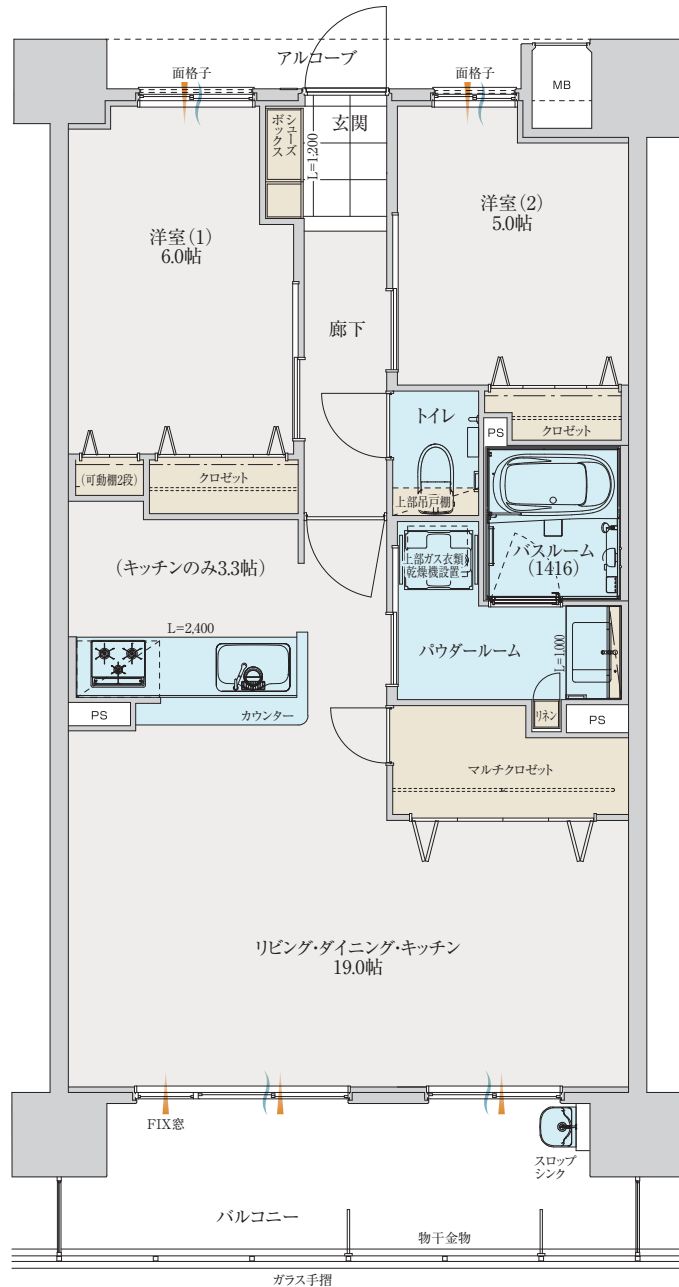 アルコーブ
面格子
面格子
MB
シューズ
ボックス
L=1,200
玄関
洋室(1)
6.0帖
洋室(2)
5.0帖
廊下
トイレ
PS
クロゼット
(可動棚2段)
クロゼット
上部吊戸棚
(キッチンのみ3.3帖)
上部ガス衣類
乾燥機設置
バスルーム
(1416)
L=2,400
パウダールーム
L=1,000
PS
カウンター
リネン
PS
マルチクロゼット
リビング・ダイニング・キッチン
19.0帖
FIX窓
スロップ
シンク
バルコニー
物干金物
ガラス手摺